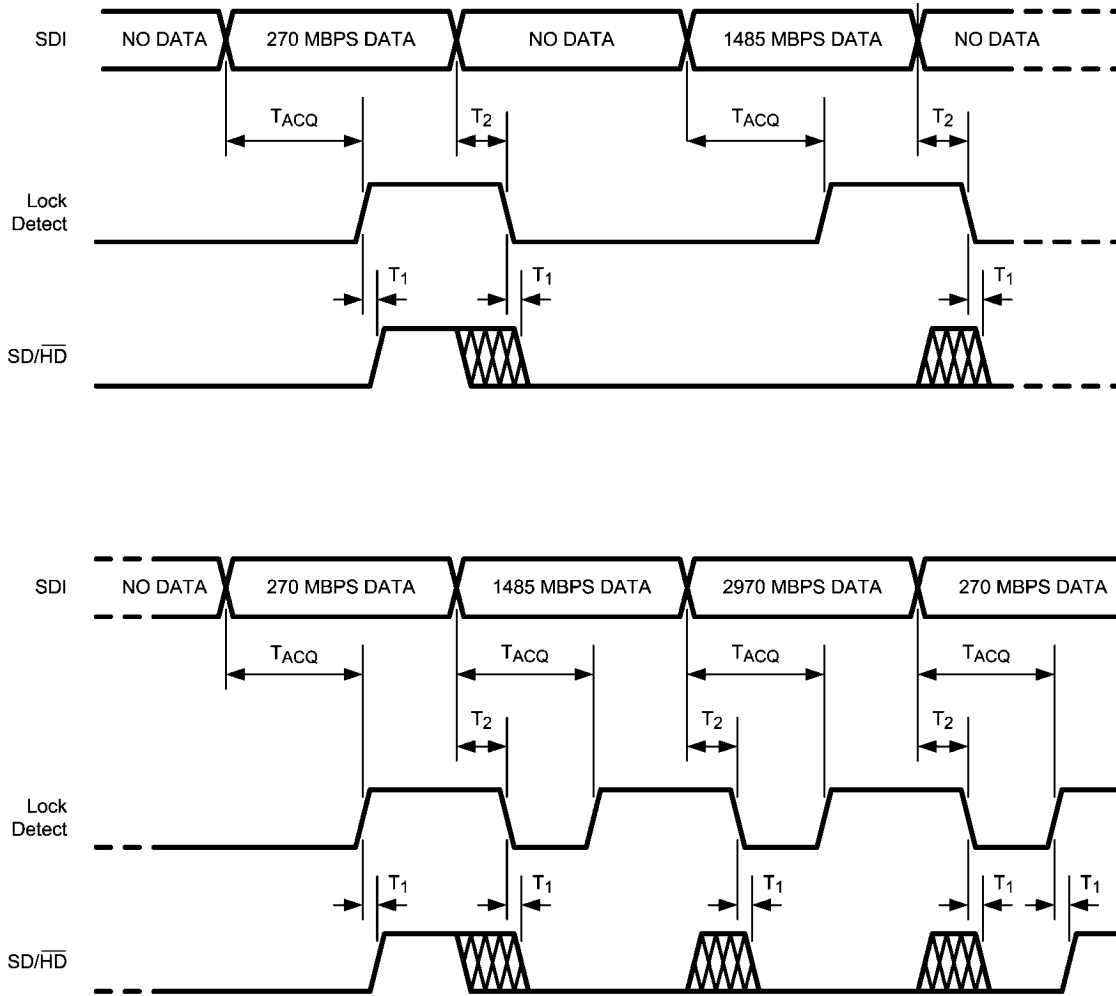 SDI NO DATA 270 MBPS DATA NO DATA 1485 MBPS DATA NO DATA
TACQ T2 TACQ T2
Lock
Detect
T1 T1 T1
SD/HD
SDI NO DATA 270 MBPS DATA 1485 MBPS DATA 2970 MBPS DATA 270 MBPS DATA
TACQ TACQ TACQ TACQ
T2 T2 T2
Lock
Detect
T1 T1 T1 T1 T1
SD/HD